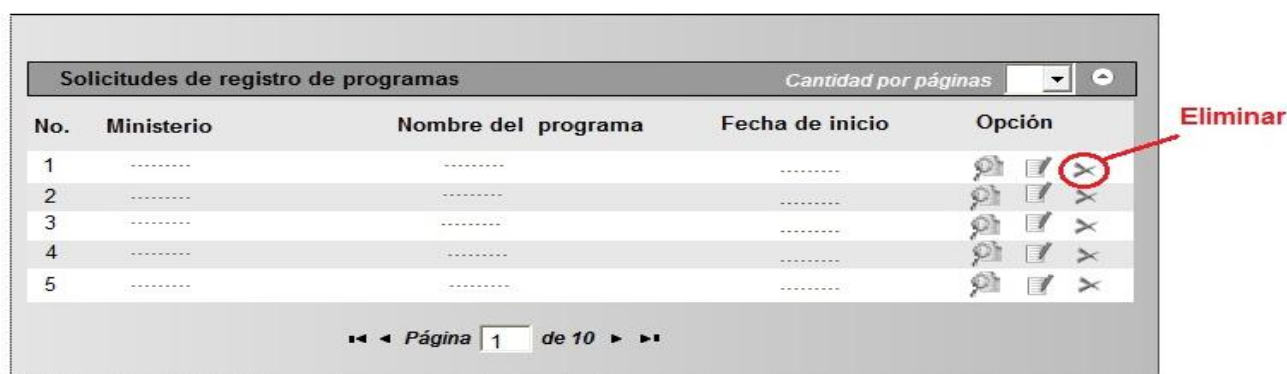 Solicitudes de registro de programas Cantidad por páginas
No. Ministerio Nombre del programa Fecha de inicio Opción
Eliminar
1 --------- --------- ---------
2 --------- --------- ---------
3 --------- --------- ---------
4 --------- --------- ---------
5 --------- --------- ---------
Página 1 de 10